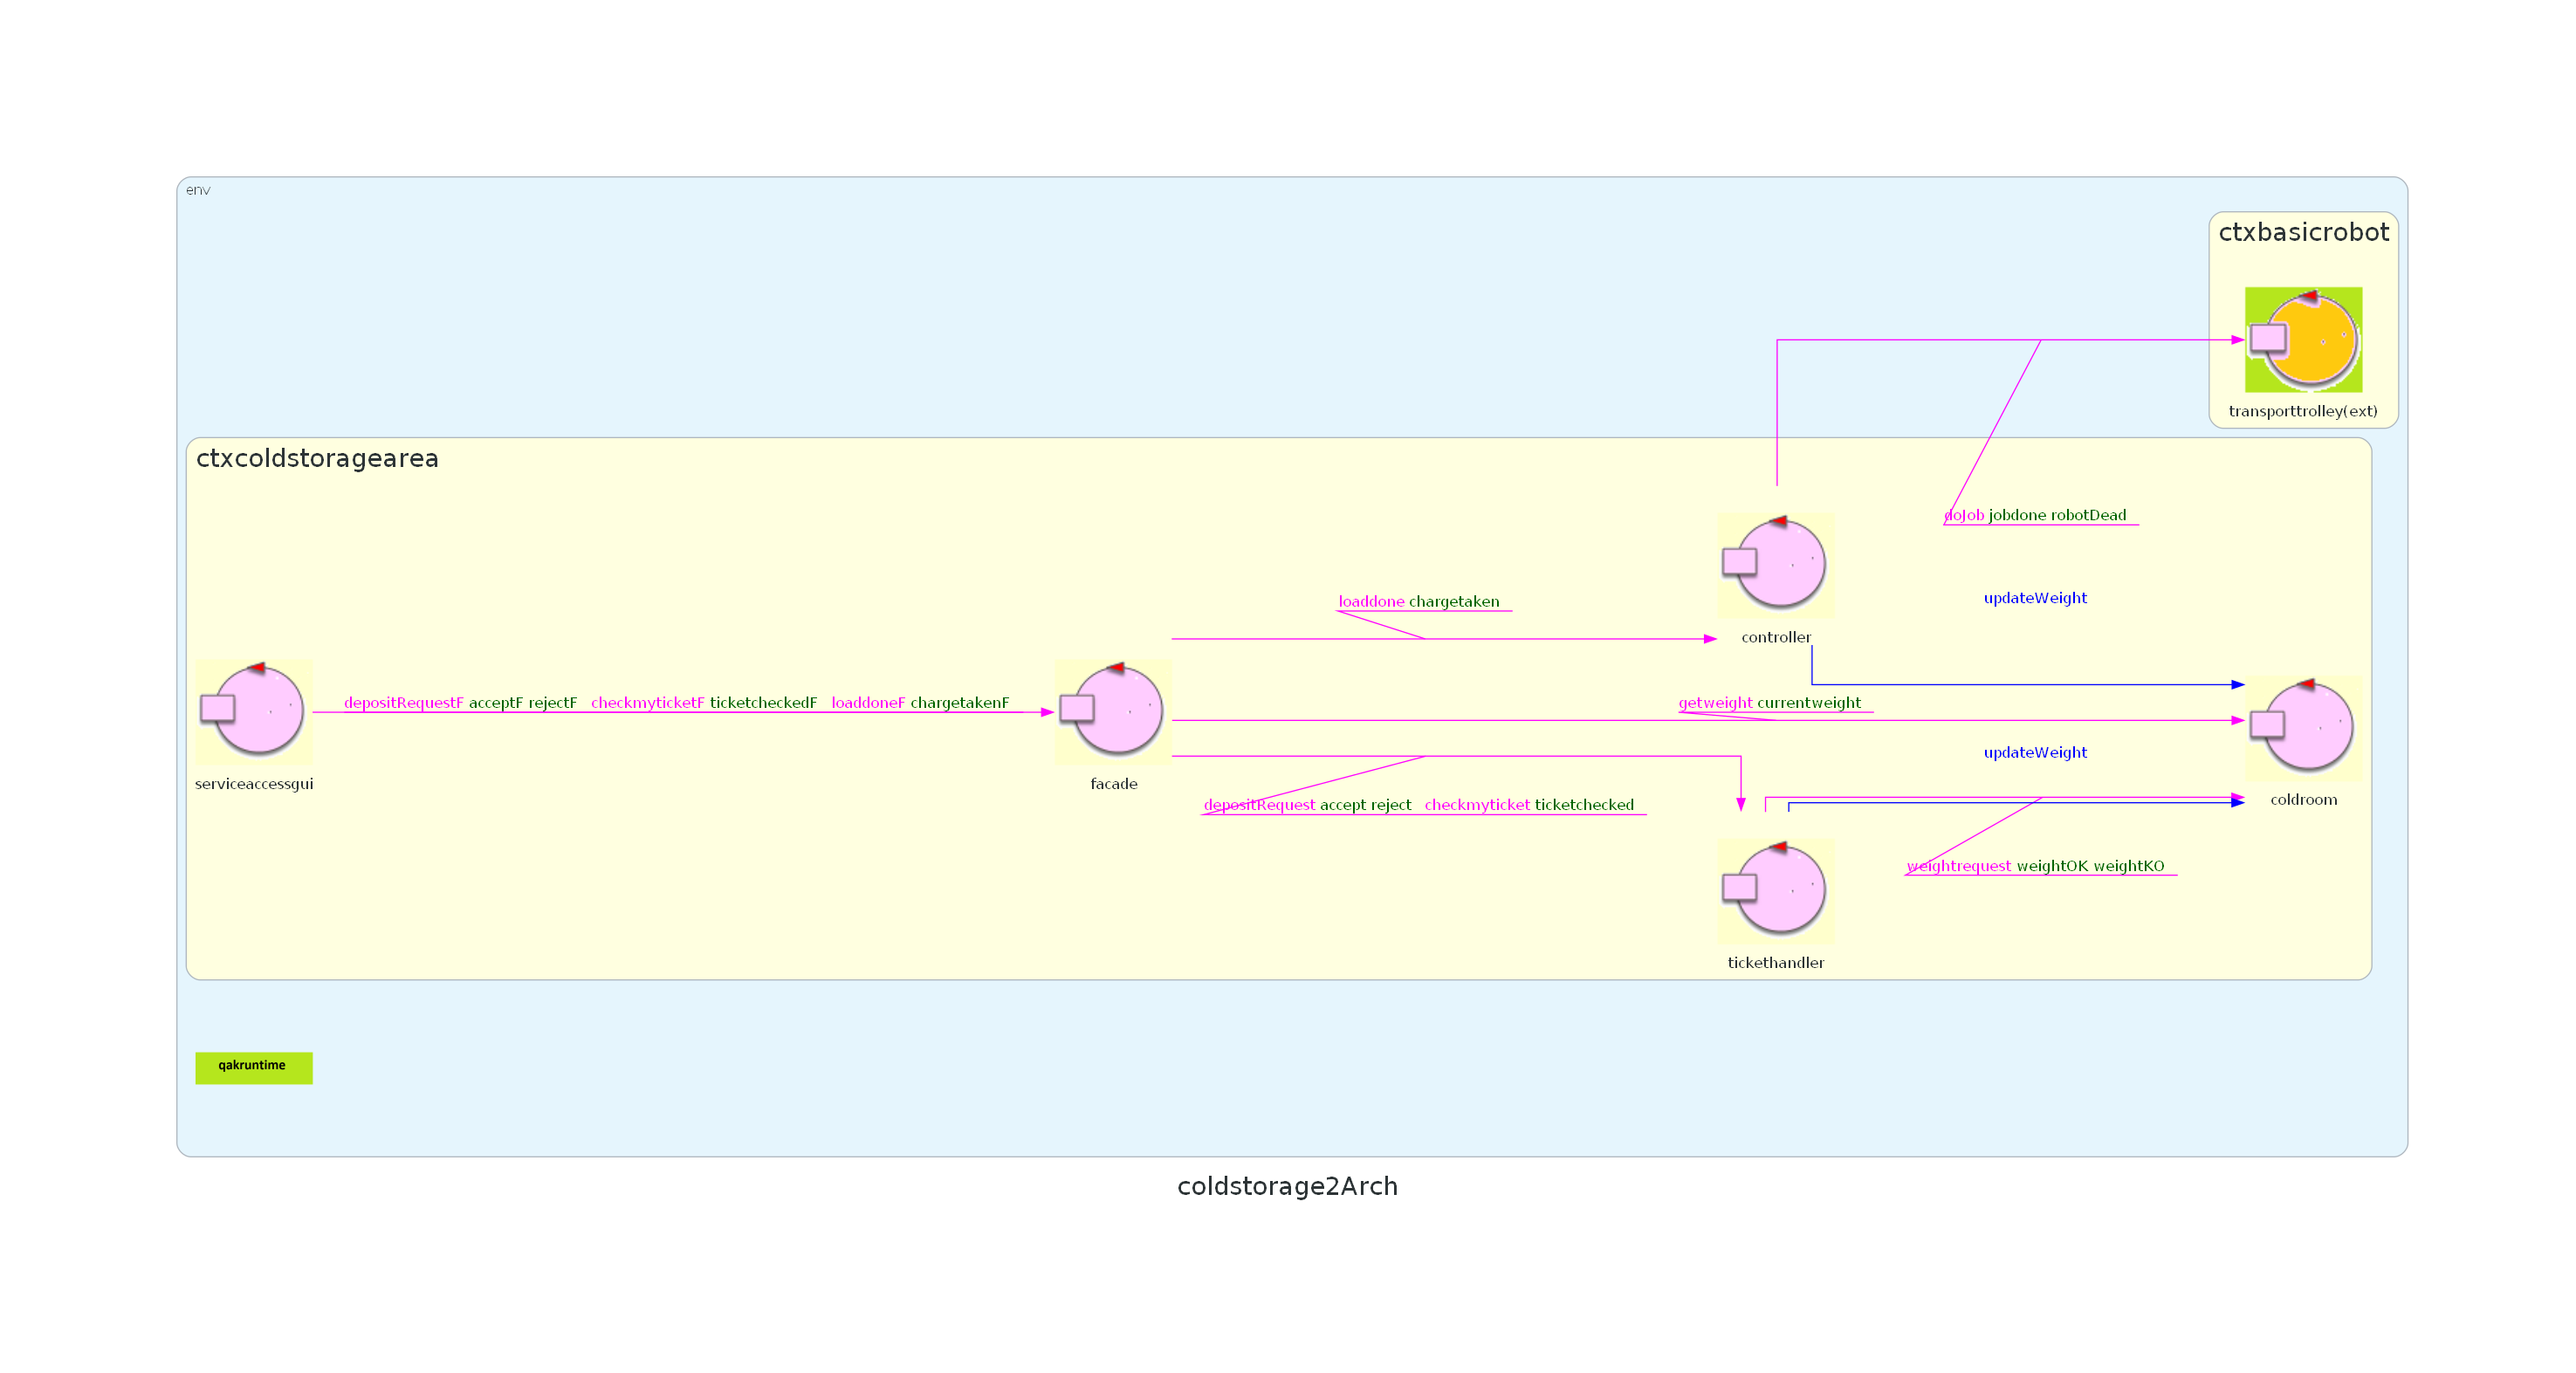 env
ctxbasicrobot
transporttrolley(ext)
ctxcoldstoragearea
doJob jobdone robotDead
updateWeight
loaddone chargetaken
controller
depositRequestF acceptF rejectF checkmyticketF ticketcheckedF loaddoneF chargetakenF
getweight currentweight
updateWeight
serviceaccessgui
facade
coldroom
depositRequest accept reject checkmyticket ticketchecked
weightrequest weightOK weightKO
tickethandler
qakruntime
coldstorage2Arch